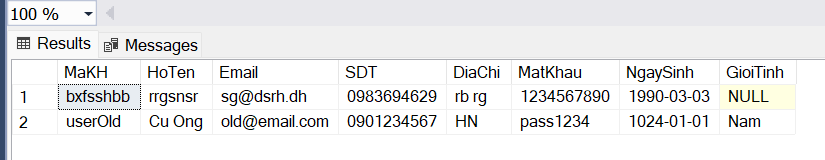 100 %
Results Messages
MaKH HoTen Email SDT DiaChi MatKhau NgaySinh GioiTinh
1 bxfsshbb rrgsnsr sg@dsrh.dh 0983694629 rb rg 1234567890 1990-03-03 NULL
2 userOld Cu Ong old@email.com 0901234567 HN pass1234 1024-01-01 Nam